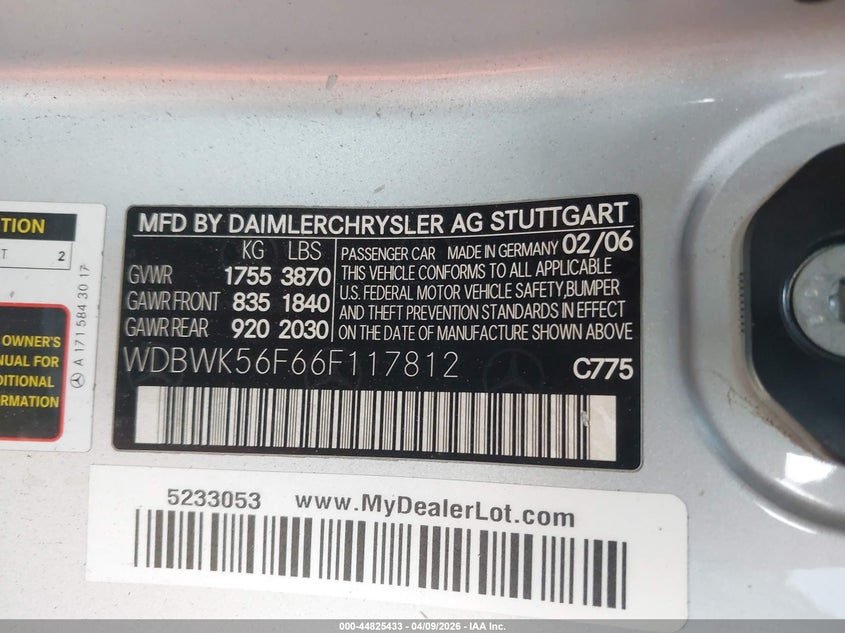 MFD BY DAIMLERCHRYSLER AG STUTTGART
KG LBS
GVWR 1755 3870
GAWR FRONT 835 1840
GAWR REAR 920 2030
PASSENGER CAR MADE IN GERMANY 02/06
THIS VEHICLE CONFORMS TO ALL APPLICABLE
U.S. FEDERAL MOTOR VEHICLE SAFETY,BUMPER
AND THEFT PREVENTION STANDARDS IN EFFECT
ON THE DATE OF MANUFACTURE SHOWN ABOVE
WDBWK56F66F117812 C775
TION
T 2
A 171 584 30 17
OWNER'S
NUAL FOR
DITIONAL
ORMATION
5233053 www.MyDealerLot.com
000-44825433 - 04/09/2026 - IAA Inc.